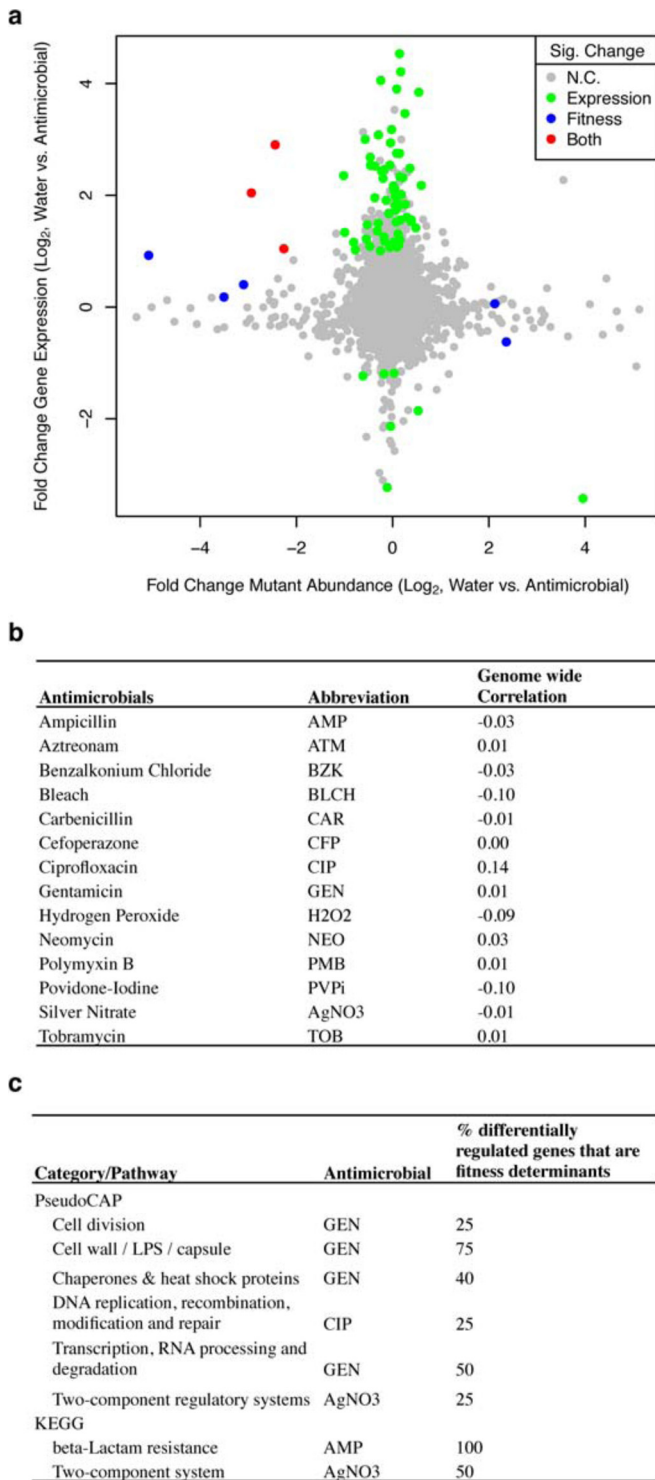 a
Fold Change Gene Expression (Log₂, Water vs. Antimicrobial)
4
2
0
−2
Sig. Change
N.C.
Expression
Fitness
Both
−4 −2 0 2 4
Fold Change Mutant Abundance (Log₂, Water vs. Antimicrobial)
b
Genome wide
Antimicrobials Abbreviation Correlation
Ampicillin AMP -0.03
Aztreonam ATM 0.01
Benzalkonium Chloride BZK -0.03
Bleach BLCH -0.10
Carbenicillin CAR -0.01
Cefoperazone CFP 0.00
Ciprofloxacin CIP 0.14
Gentamicin GEN 0.01
Hydrogen Peroxide H2O2 -0.09
Neomycin NEO 0.03
Polymyxin B PMB 0.01
Povidone-Iodine PVPi -0.10
Silver Nitrate AgNO3 -0.01
Tobramycin TOB 0.01
c
% differentially
regulated genes that are
Category/Pathway Antimicrobial fitness determinants
PseudoCAP
Cell division GEN 25
Cell wall / LPS / capsule GEN 75
Chaperones & heat shock proteins GEN 40
DNA replication, recombination,
modification and repair CIP 25
Transcription, RNA processing and
degradation GEN 50
Two-component regulatory systems AgNO3 25
KEGG
beta-Lactam resistance AMP 100
Two-component system AgNO3 50